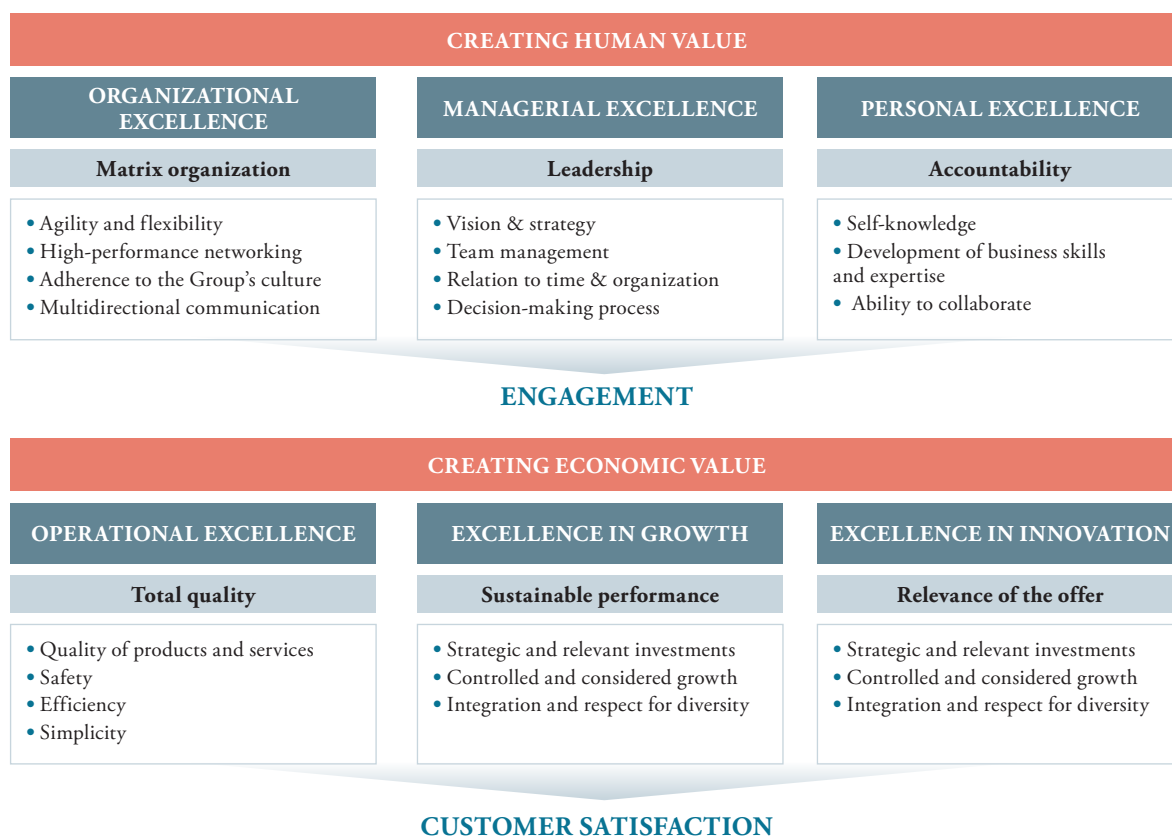 CREATING HUMAN VALUE
ORGANIZATIONAL
EXCELLENCE
Matrix organization
• Agility and flexibility
• High-performance networking
• Adherence to the Group’s culture
• Multidirectional communication
MANAGERIAL EXCELLENCE
Leadership
• Vision & strategy
• Team management
• Relation to time & organization
• Decision-making process
PERSONAL EXCELLENCE
Accountability
• Self-knowledge
• Development of business skills
and expertise
• Ability to collaborate
ENGAGEMENT
CREATING ECONOMIC VALUE
OPERATIONAL EXCELLENCE
Total quality
• Quality of products and services
• Safety
• Efficiency
• Simplicity
EXCELLENCE IN GROWTH
Sustainable performance
• Strategic and relevant investments
• Controlled and considered growth
• Integration and respect for diversity
EXCELLENCE IN INNOVATION
Relevance of the offer
• Strategic and relevant investments
• Controlled and considered growth
• Integration and respect for diversity
CUSTOMER SATISFACTION